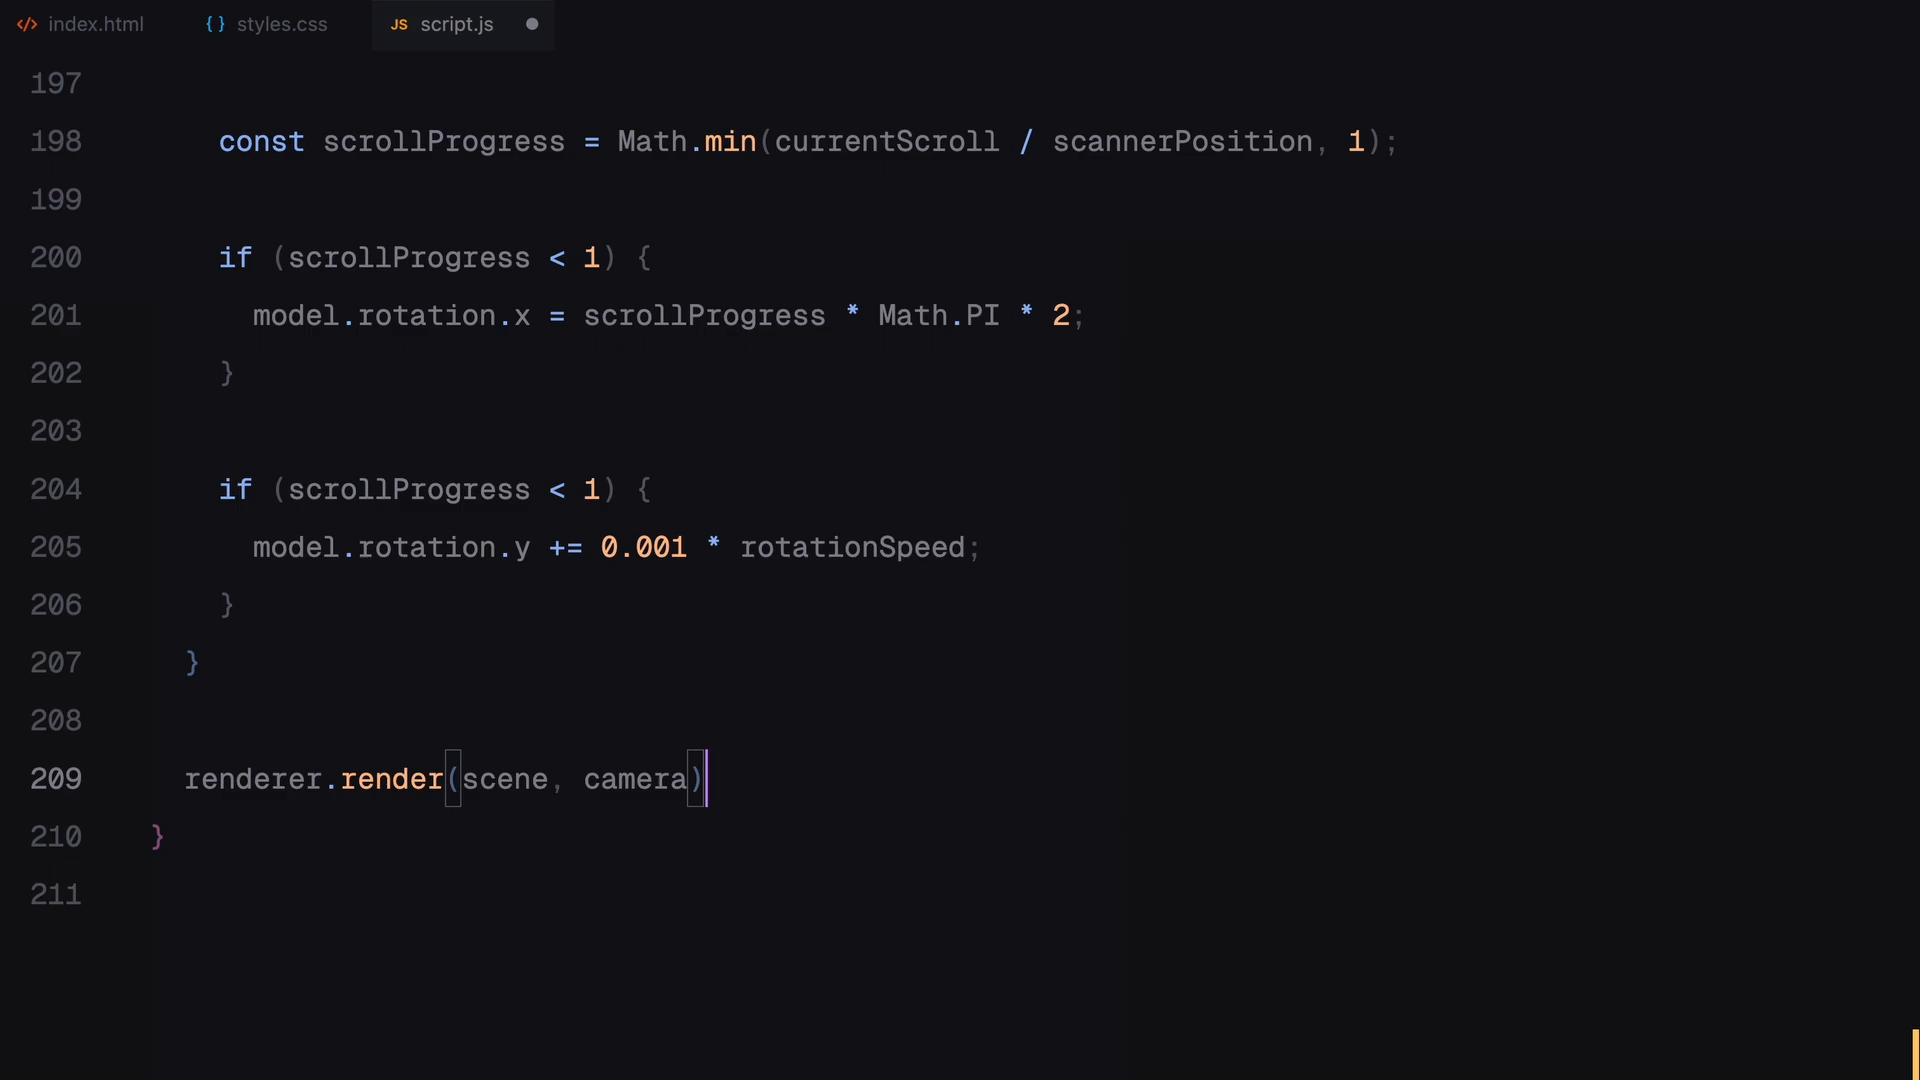 </> index.html {} styles.css JS script.js
197
198 const scrollProgress = Math.min(currentScroll / scannerPosition, 1);
199
200 if (scrollProgress < 1) {
201 model.rotation.x = scrollProgress * Math.PI * 2;
202 }
203
204 if (scrollProgress < 1) {
205 model.rotation.y += 0.001 * rotationSpeed;
206 }
207 }
208
209 renderer.render(scene, camera)
210 }
211